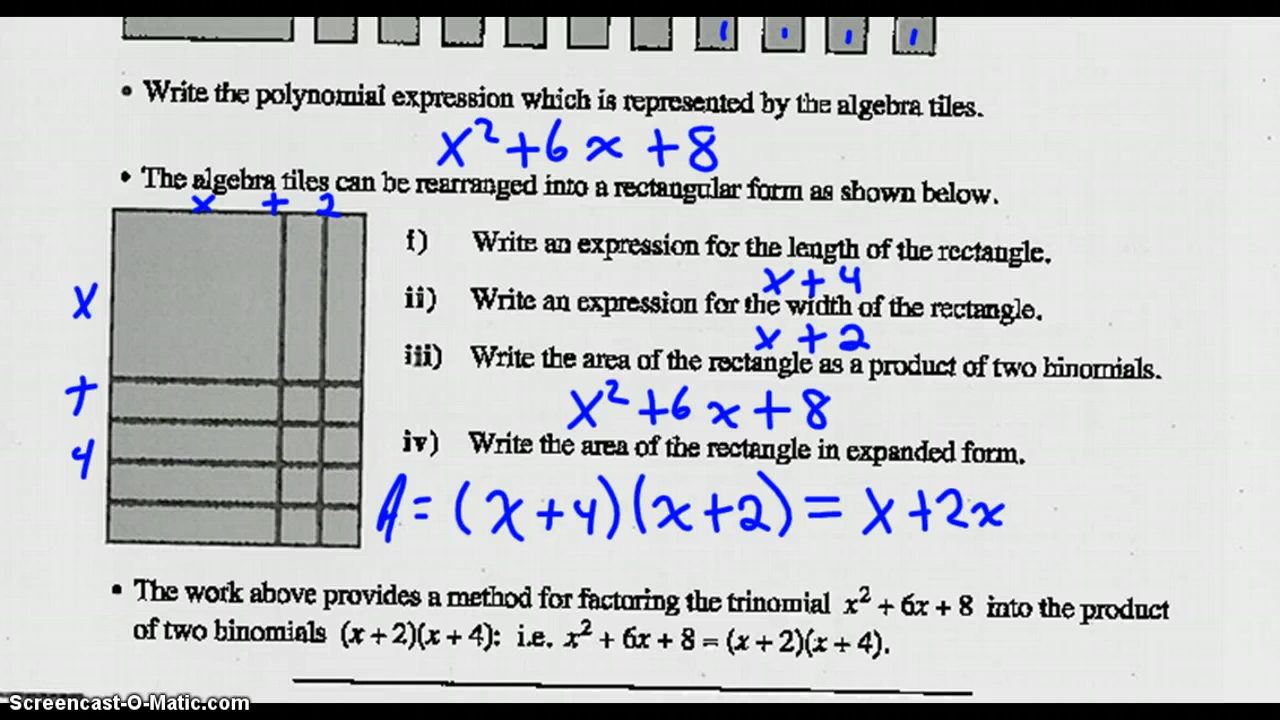 1 1 1 1
• Write the polynomial expression which is represented by the algebra tiles.
x²+6x+8
• The algebra tiles can be rearranged into a rectangular form as shown below.
x + 2
x
+
4
i) Write an expression for the length of the rectangle.
x+4
ii) Write an expression for the width of the rectangle.
x+2
iii) Write the area of the rectangle as a product of two binomials.
x²+6x+8
iv) Write the area of the rectangle in expanded form.
A=(x+4)(x+2)=x+2x
• The work above provides a method for factoring the trinomial x² + 6x + 8 into the product
of two binomials (x + 2)(x + 4): i.e. x² + 6x + 8 = (x + 2)(x + 4).
Screencast-O-Matic.com